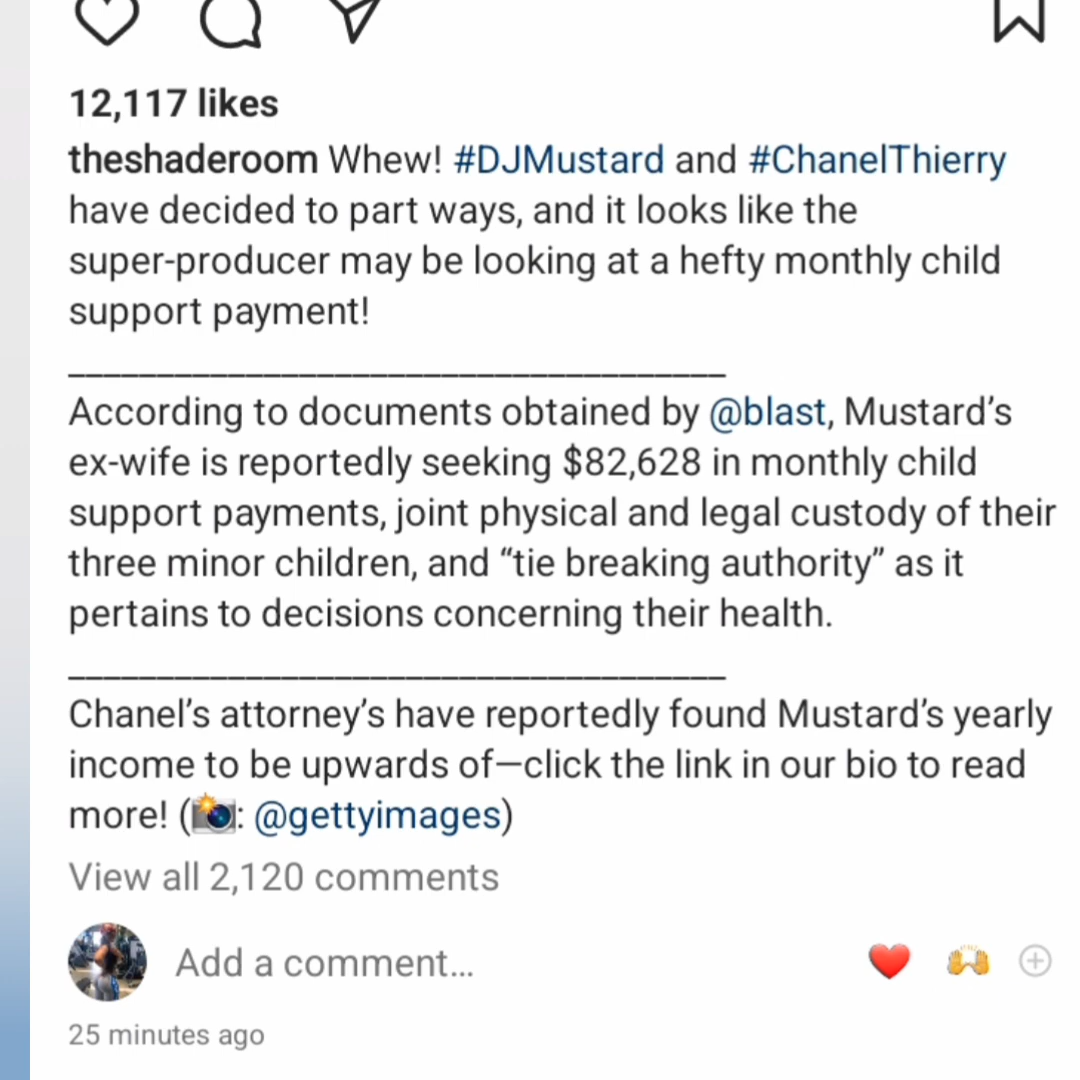 12,117 likes
theshaderoom Whew! #DJMustard and #ChanelThierry
have decided to part ways, and it looks like the
super-producer may be looking at a hefty monthly child
support payment!
_____________________________________
According to documents obtained by @blast, Mustard’s
ex-wife is reportedly seeking $82,628 in monthly child
support payments, joint physical and legal custody of their
three minor children, and “tie breaking authority” as it
pertains to decisions concerning their health.
_____________________________________
Chanel’s attorney’s have reportedly found Mustard’s yearly
income to be upwards of—click the link in our bio to read
more! (📸: @gettyimages)
View all 2,120 comments
Add a comment...
25 minutes ago